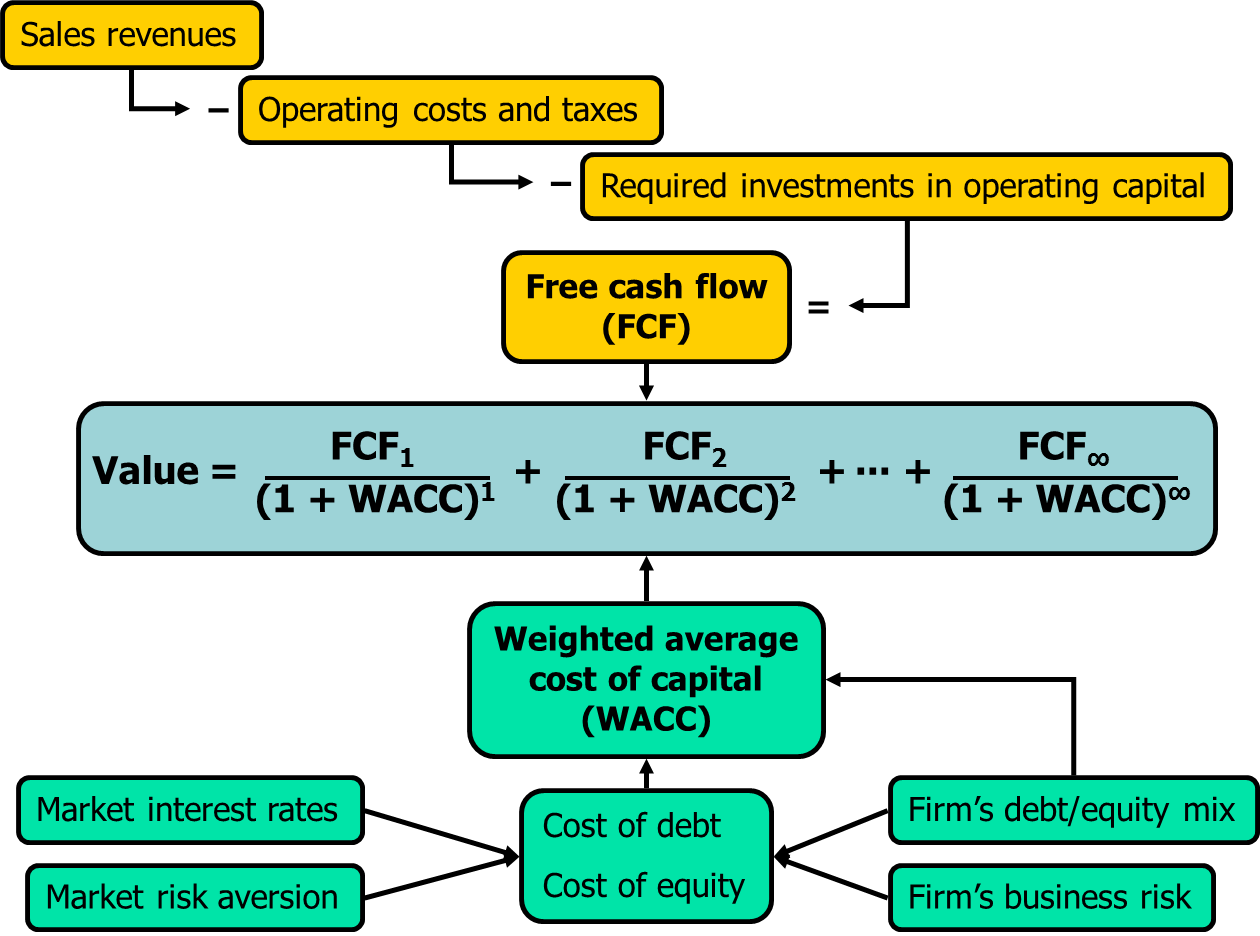 Sales revenues
– Operating costs and taxes
– Required investments in operating capital
Free cash flow
(FCF) =
Value = FCF₁ / (1 + WACC)¹ + FCF₂ / (1 + WACC)² + ··· + FCF∞ / (1 + WACC)^∞
Weighted average
cost of capital
(WACC)
Market interest rates
Market risk aversion
Cost of debt
Cost of equity
Firm’s debt/equity mix
Firm’s business risk